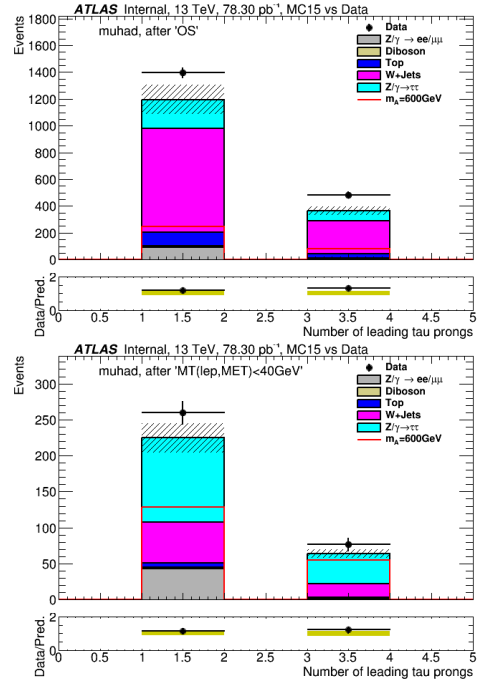 ATLAS Internal, 13 TeV, 78.30 pb⁻¹, MC15 vs Data
Events
1800
1600
1400
1200
1000
800
600
400
200
0
muhad, after 'OS'
Data
Z/γ → ee/μμ
Diboson
Top
W+Jets
Z/γ→ττ
m_A=600GeV
Data/Pred.
2
0
0 0.5 1 1.5 2 2.5 3 3.5 4 4.5 5
Number of leading tau prongs
ATLAS Internal, 13 TeV, 78.30 pb⁻¹, MC15 vs Data
Events
300
250
200
150
100
50
0
muhad, after 'MT(lep,MET)<40GeV'
Data
Z/γ → ee/μμ
Diboson
Top
W+Jets
Z/γ→ττ
m_A=600GeV
Data/Pred.
2
0
0 0.5 1 1.5 2 2.5 3 3.5 4 4.5 5
Number of leading tau prongs